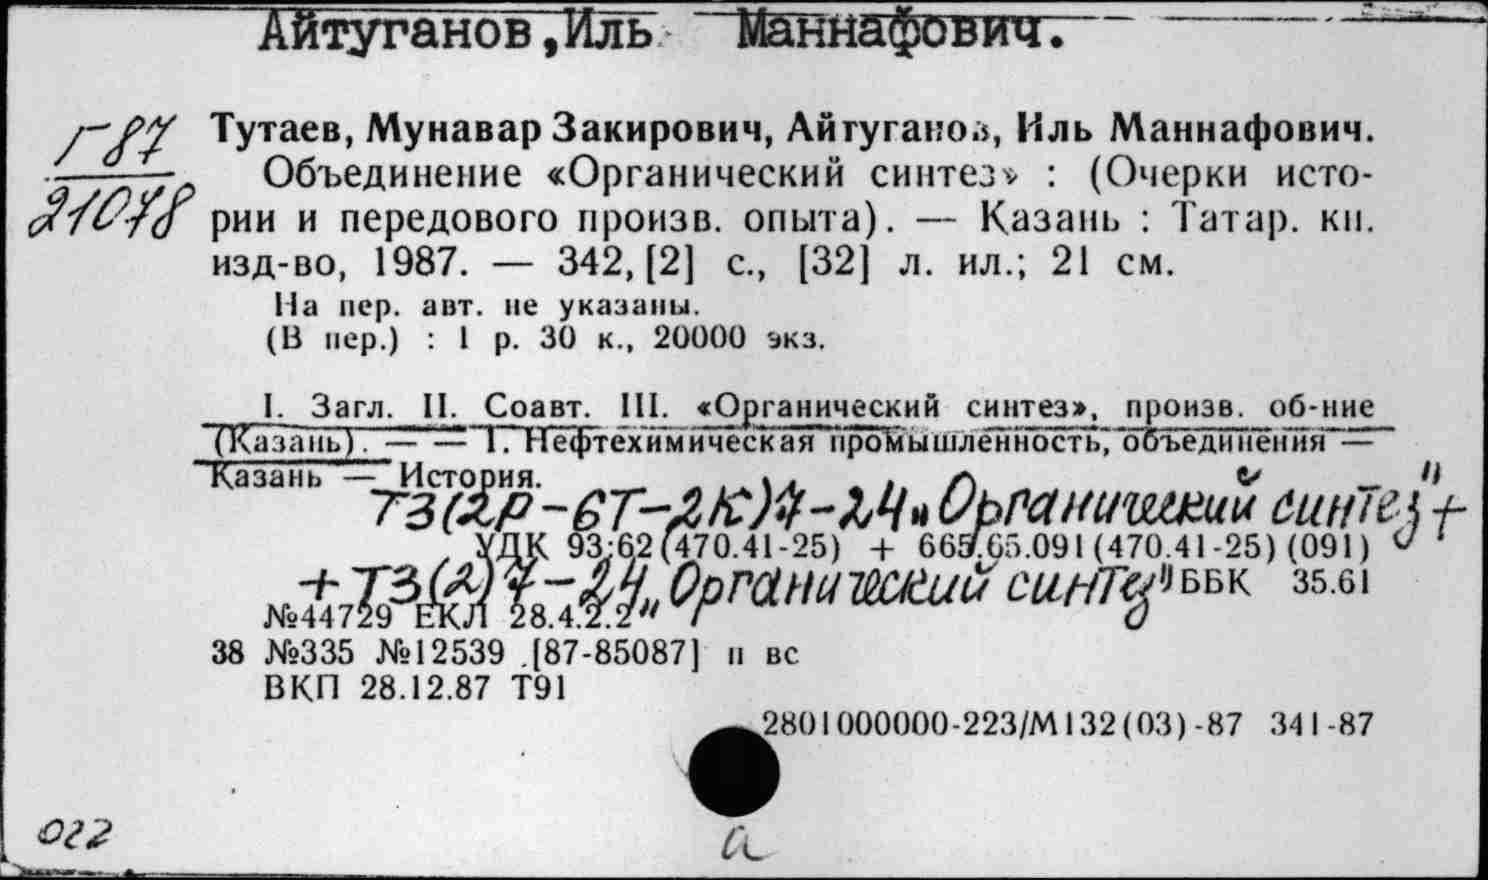 Айтуганов,Иль Маннафович.
Г 87
21078
Тутаев, Мунавар Закирович, Айтуганов, Иль Маннафович.
Объединение «Органический синтез» : (Очерки исто-
рии и передового произв. опыта). — Казань : Татар. кн.
изд-во, 1987. — 342, [2] с., [32] л. ил.; 21 см.
На пер. авт. не указаны.
(В пер.) : 1 р. 30 к., 20000 экз.
I. Загл. II. Соавт. III. «Органический синтез», произв. об-ние
(Казань). — — 1. Нефтехимическая промышленность, объединения —
Казань — История.
Т3(2Р-6Т-2К)7-24„Органический синтез"+
УДК 93:62(470.41-25) + 665.65.091(470.41-25)(091)
+Т3(2)7-24„Органический синтез" ББК 35.61
№44729 ЕКЛ 28.4.2.2
38 №335 №12539 [87-85087] п вс
ВКП 28.12.87 Т91
2801000000-223/М132(03)-87 341-87
022
а